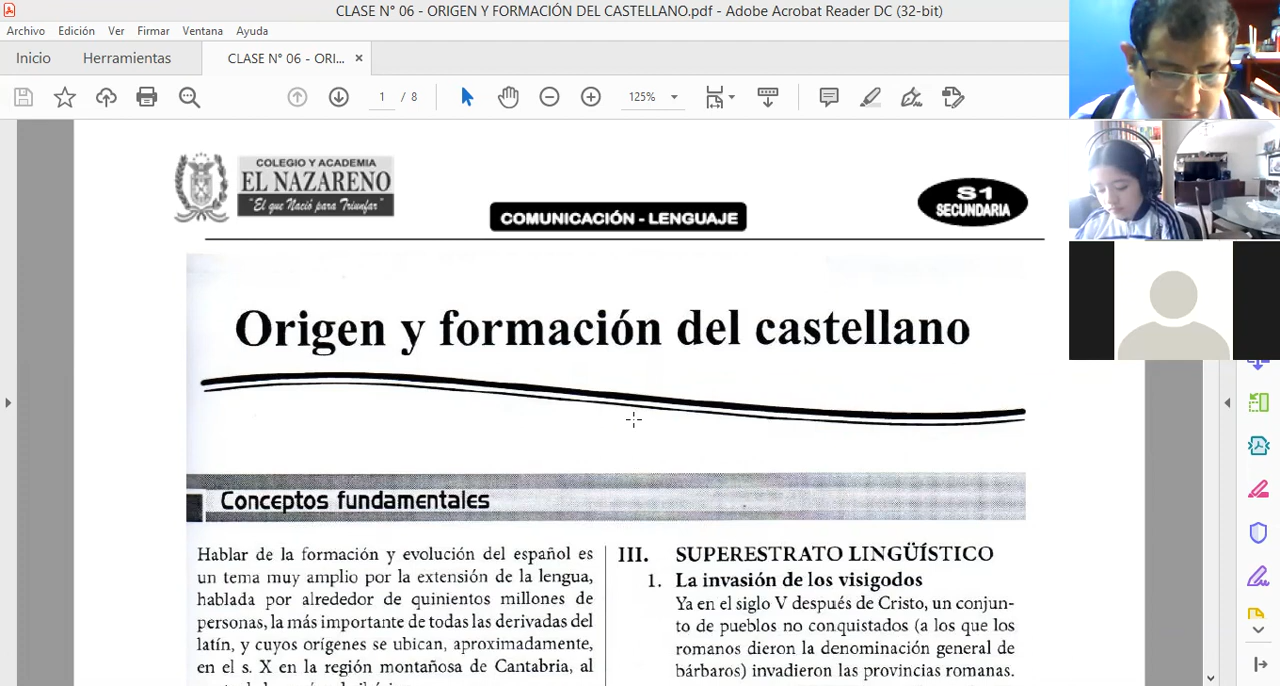 CLASE N° 06 - ORIGEN Y FORMACIÓN DEL CASTELLANO.pdf - Adobe Acrobat Reader DC (32-bit)
Archivo Edición Ver Firmar Ventana Ayuda
Inicio Herramientas CLASE N° 06 - ORI... ×
1 / 8 125%
COLEGIO Y ACADEMIA
EL NAZARENO
"El que Nació para Triunfar"
COMUNICACIÓN - LENGUAJE
S1
SECUNDARIA
Origen y formación del castellano
Conceptos fundamentales
Hablar de la formación y evolución del español es
un tema muy amplio por la extensión de la lengua,
hablada por alrededor de quinientos millones de
personas, la más importante de todas las derivadas del
latín, y cuyos orígenes se ubican, aproximadamente,
en el s. X en la región montañosa de Cantabria, al
III. SUPERESTRATO LINGÜÍSTICO
1. La invasión de los visigodos
Ya en el siglo V después de Cristo, un conjun-
to de pueblos no conquistados (a los que los
romanos dieron la denominación general de
bárbaros) invadieron las provincias romanas.